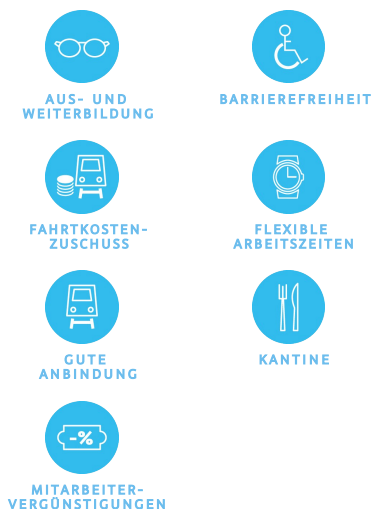 AUS- UND
WEITERBILDUNG
BARRIEREFREIHEIT
FAHRTKOSTEN-
ZUSCHUSS
FLEXIBLE
ARBEITSZEITEN
GUTE
ANBINDUNG
KANTINE
-%
MITARBEITER-
VERGÜNSTIGUNGEN